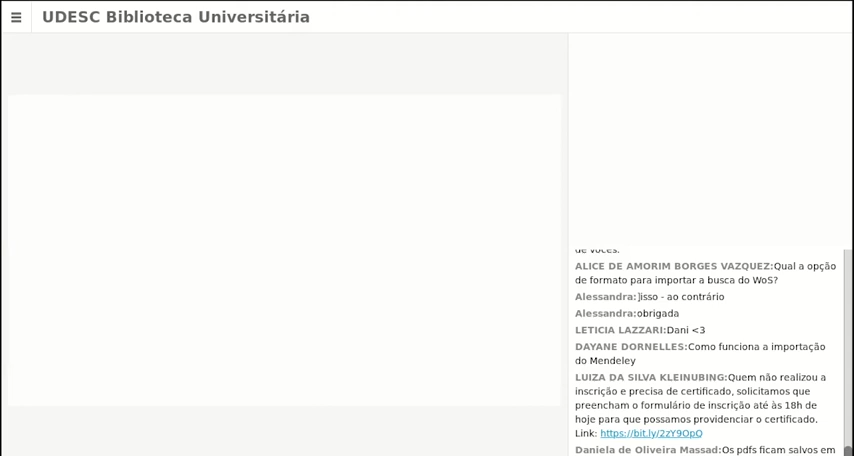 UDESC Biblioteca Universitária
de voces.
ALICE DE AMORIM BORGES VAZQUEZ:Qual a opção
de formato para importar a busca do WoS?
Alessandra:]isso - ao contrário
Alessandra:obrigada
LETICIA LAZZARI:Dani <3
DAYANE DORNELLES:Como funciona a importação
do Mendeley
LUIZA DA SILVA KLEINUBING:Quem não realizou a
inscrição e precisa de certificado, solicitamos que
preencham o formulário de inscrição até às 18h de
hoje para que possamos providenciar o certificado.
Link: https://bit.ly/2zY9OpQ
Daniela de Oliveira Massad:Os pdfs ficam salvos em